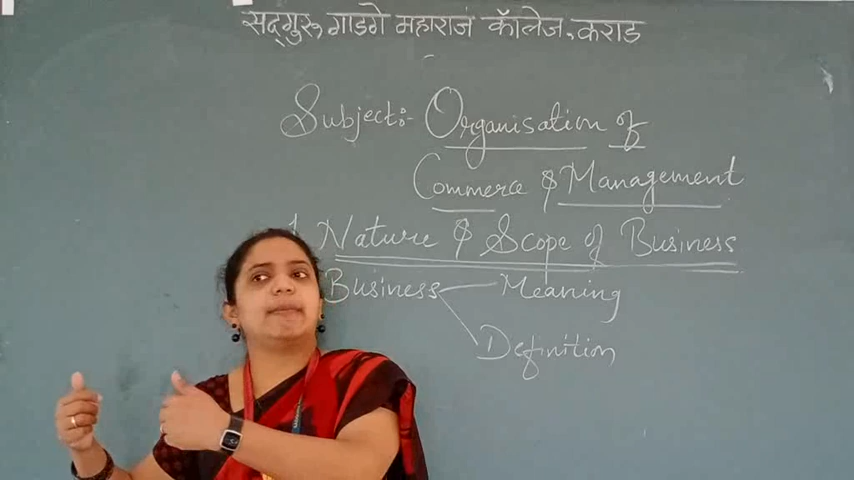 सद्गुरू गाडगे महाराज कॉलेज, कराड
Subject:- Organisation of
Commerce & Management
1. Nature & Scope of Business
Business Meaning
Definition